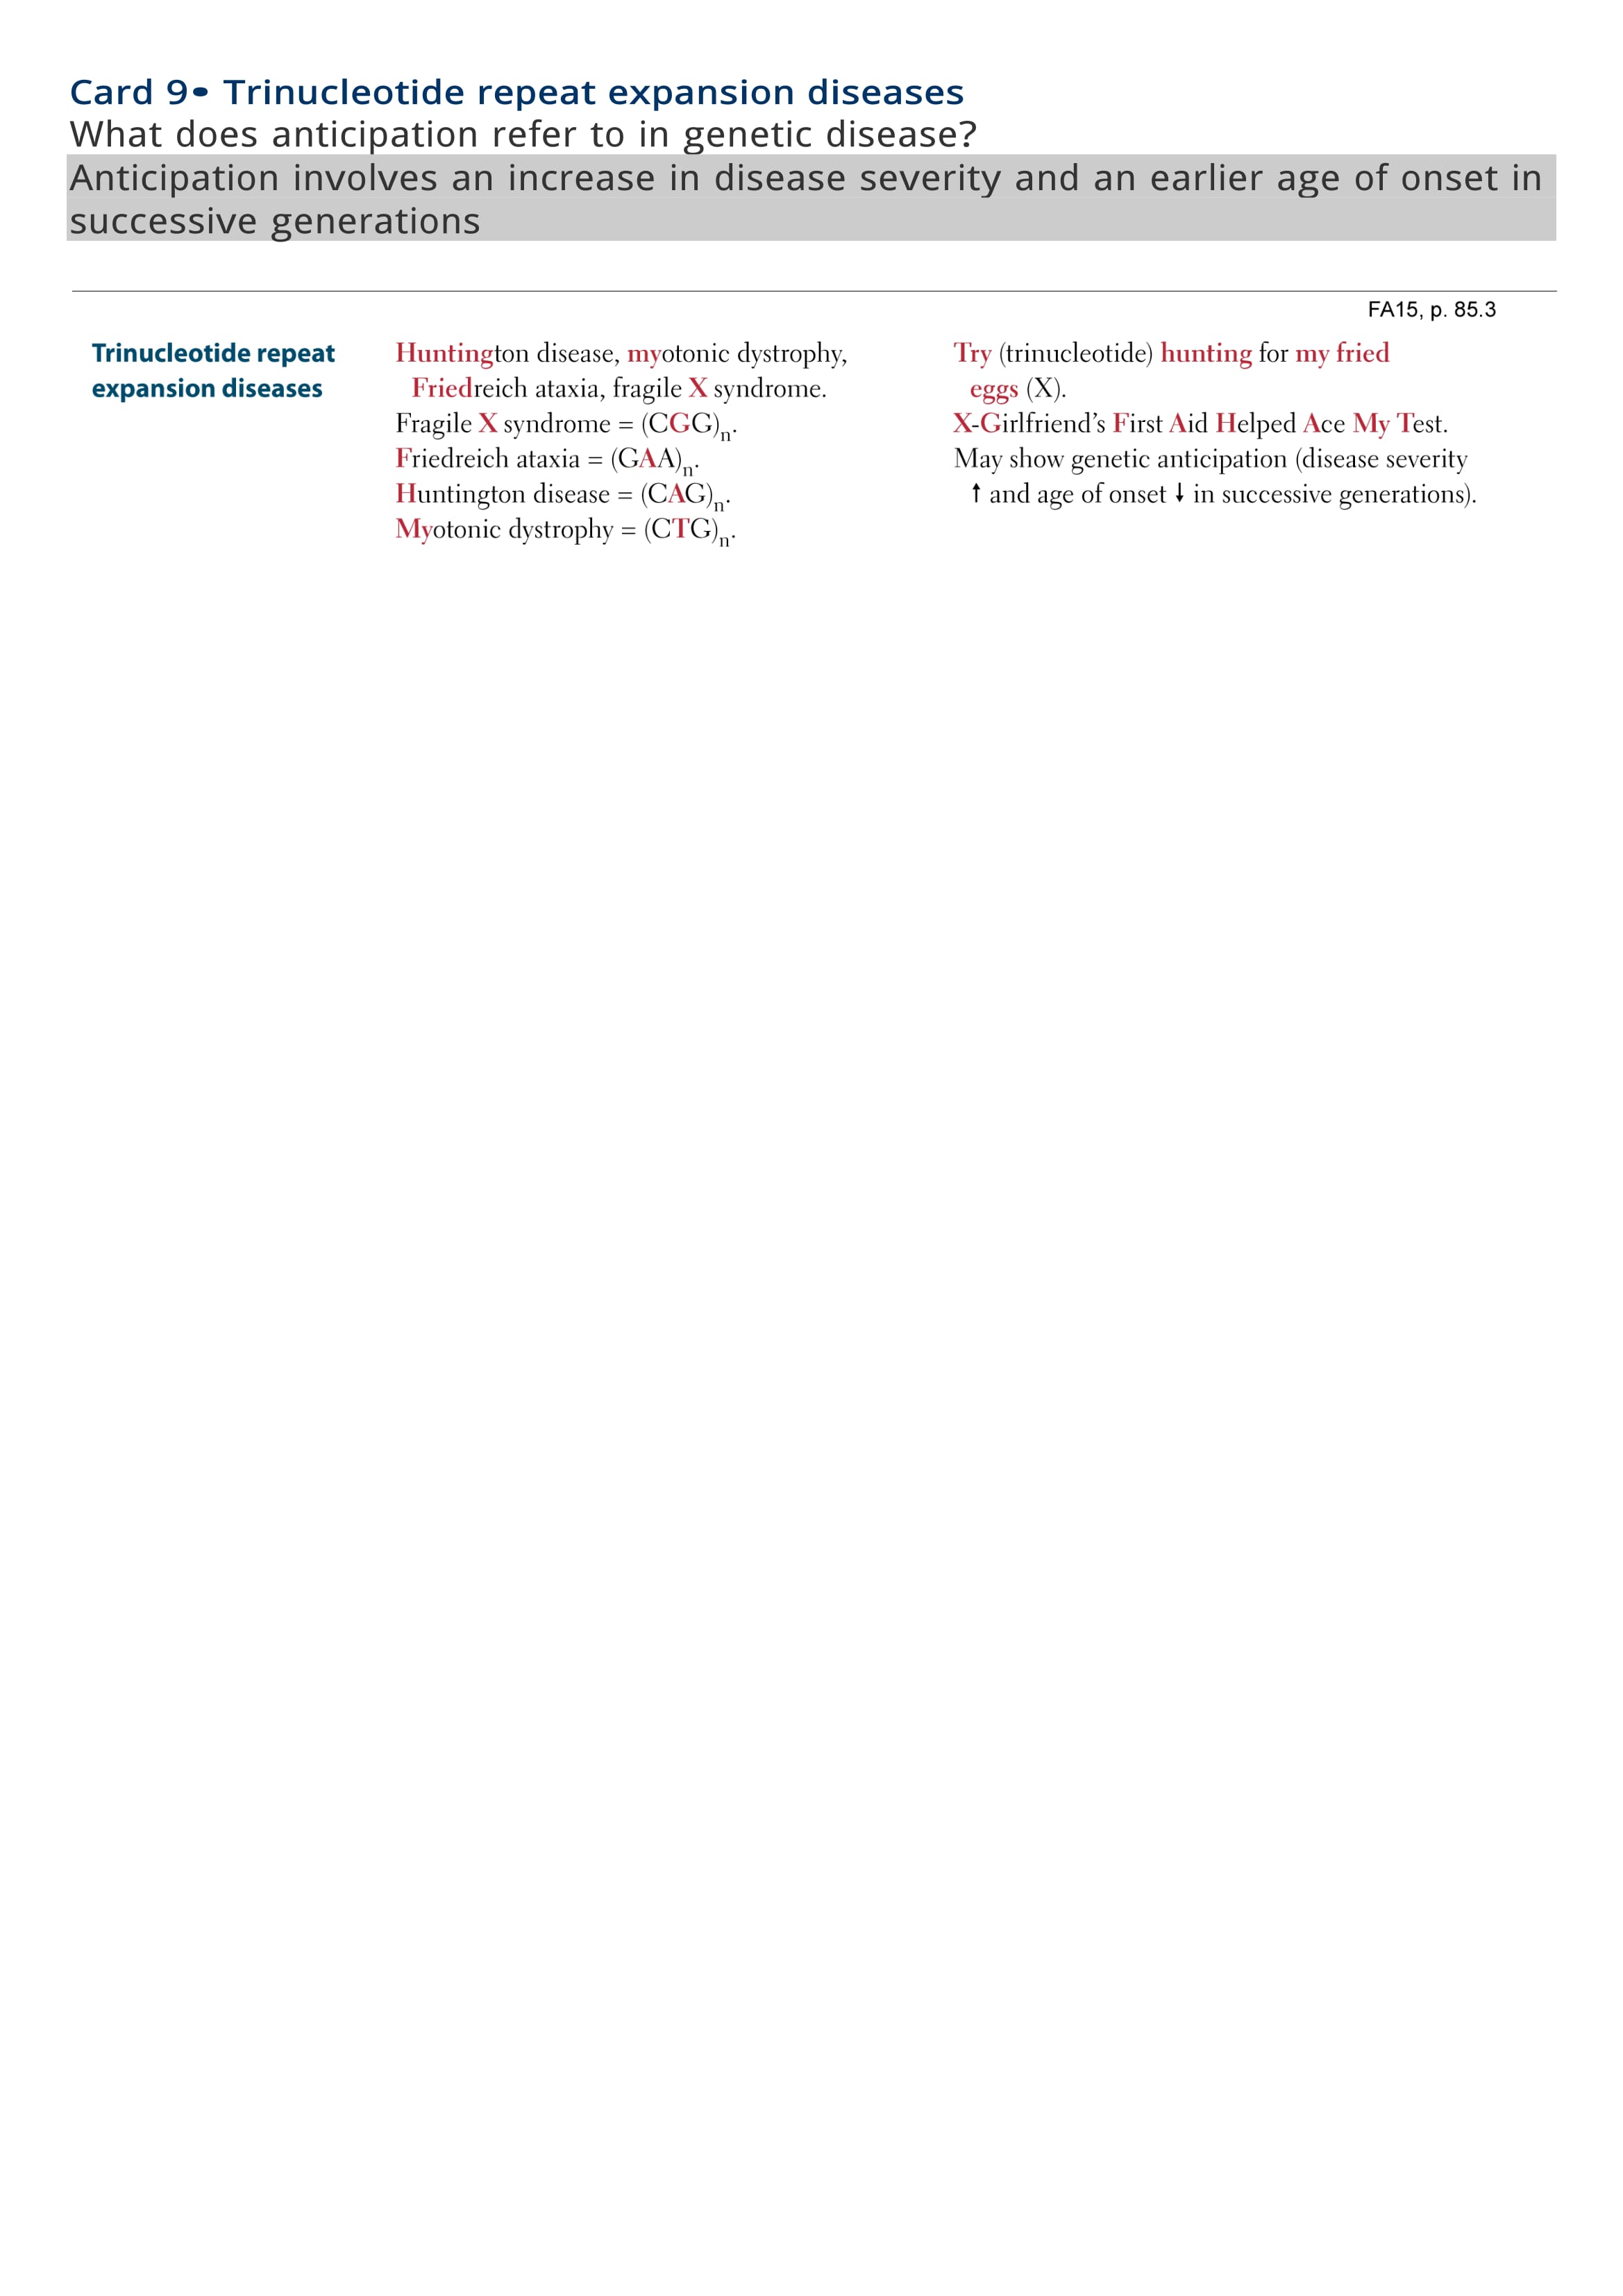 Card 9• Trinucleotide repeat expansion diseases
What does anticipation refer to in genetic disease?
Anticipation involves an increase in disease severity and an earlier age of onset in
successive generations
FA15, p. 85.3
Trinucleotide repeat
expansion diseases
Huntington disease, myotonic dystrophy,
Friedreich ataxia, fragile X syndrome.
Fragile X syndrome = (CGG)n.
Friedreich ataxia = (GAA)n.
Huntington disease = (CAG)n.
Myotonic dystrophy = (CTG)n.
Try (trinucleotide) hunting for my fried
eggs (X).
X-Girlfriend’s First Aid Helped Ace My Test.
May show genetic anticipation (disease severity
↑ and age of onset ↓ in successive generations).